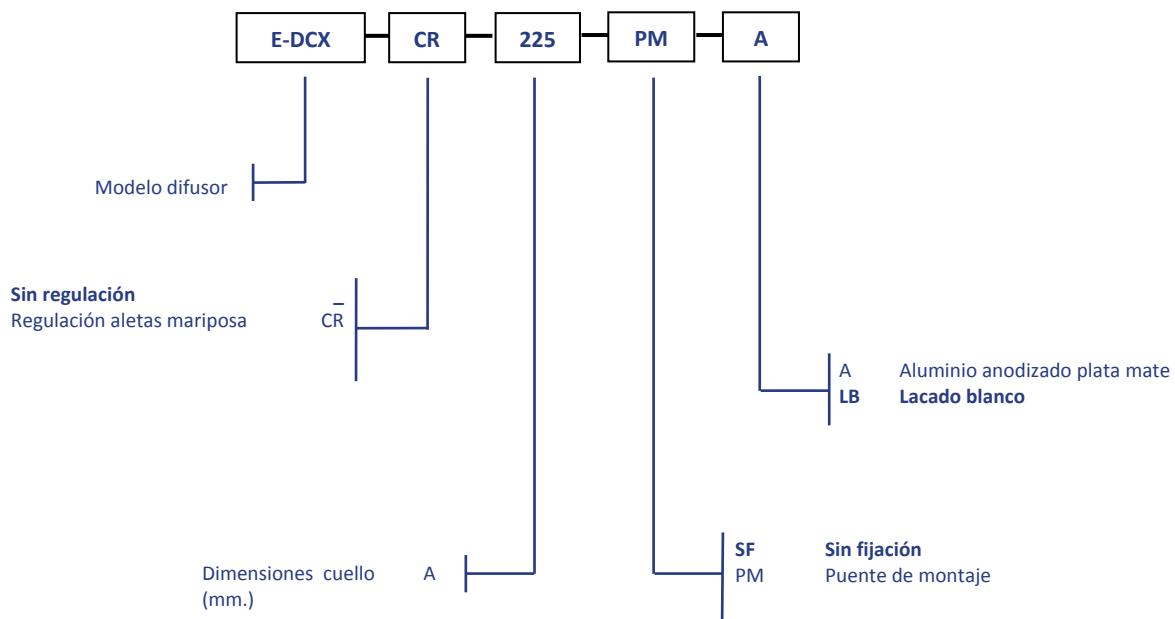 E-DCX CR 225 PM A
Modelo difusor
Sin regulación –
Regulación aletas mariposa CR
A Aluminio anodizado plata mate
LB Lacado blanco
SF Sin fijación
PM Puente de montaje
Dimensiones cuello A
(mm.)